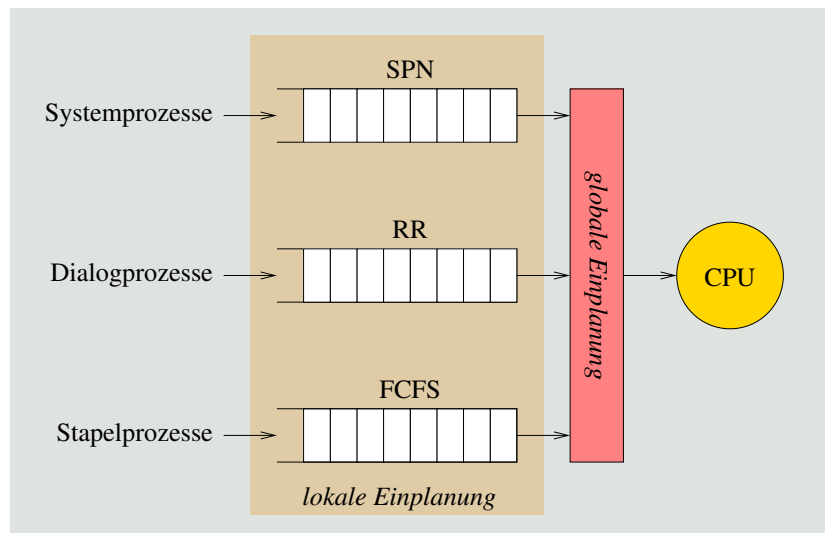 SPN
Systemprozesse
RR
Dialogprozesse
FCFS
Stapelprozesse
lokale Einplanung
globale Einplanung
CPU